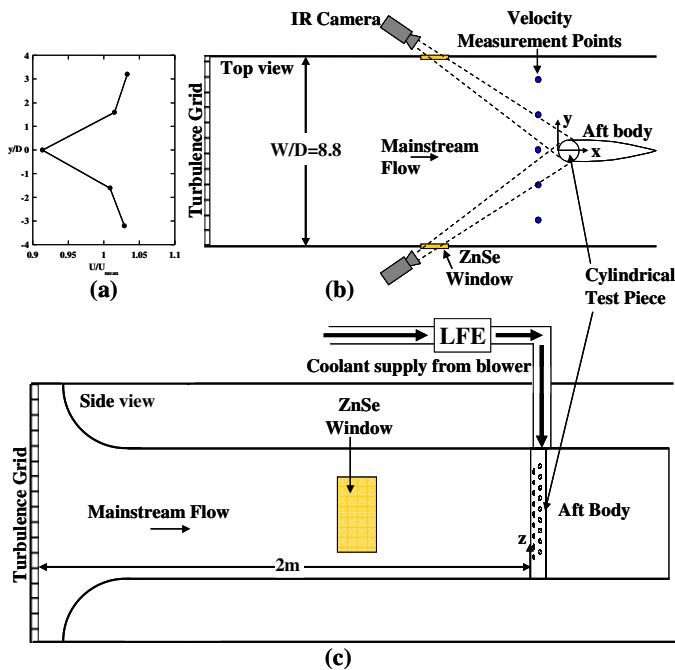 4
3
2
1
y/D 0
-1
-2
-3
-4
0.9 0.95 1 1.05 1.1
U/U mean
(a)
IR Camera
Velocity
Measurement Points
Top view
Turbulence Grid
W/D=8.8
Mainstream
Flow
y
x
Aft body
ZnSe
Window
(b)
Cylindrical
Test Piece
LFE
Coolant supply from blower
Side view
ZnSe
Window
Turbulence Grid
Mainstream Flow
Aft Body
z
2m
(c)